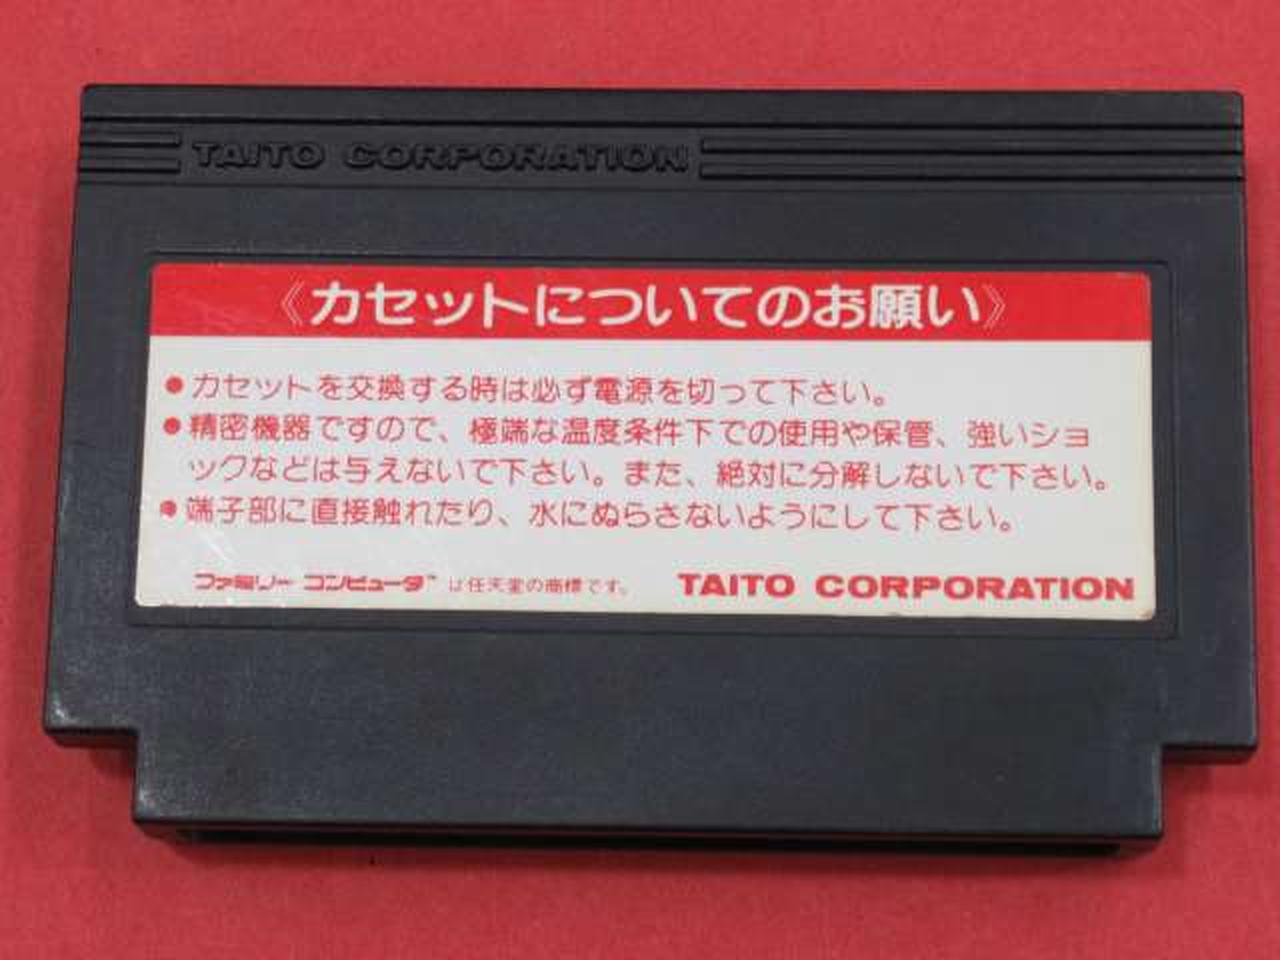 TAITO CORPORATION
《カセットについてのお願い》
●カセットを交換する時は必ず電源を切って下さい。
●精密機器ですので、極端な温度条件下での使用や保管、強いショ
ックなどは与えないで下さい。また、絶対に分解しないで下さい。
●端子部に直接触れたり、水にぬらさないようにして下さい。
ファミリー コンピュータ™ は任天堂の商標です。 TAITO CORPORATION